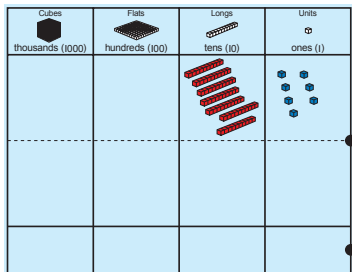 Cubes
thousands (1000)
Flats
hundreds (100)
Longs
tens (10)
Units
ones (1)